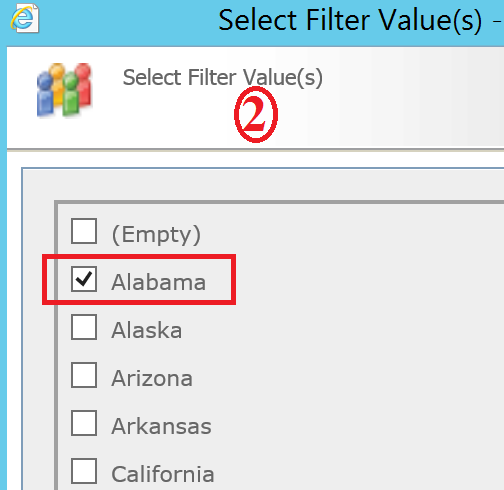 Select Filter Value(s) -
Select Filter Value(s)
2
(Empty)
Alabama
Alaska
Arizona
Arkansas
California